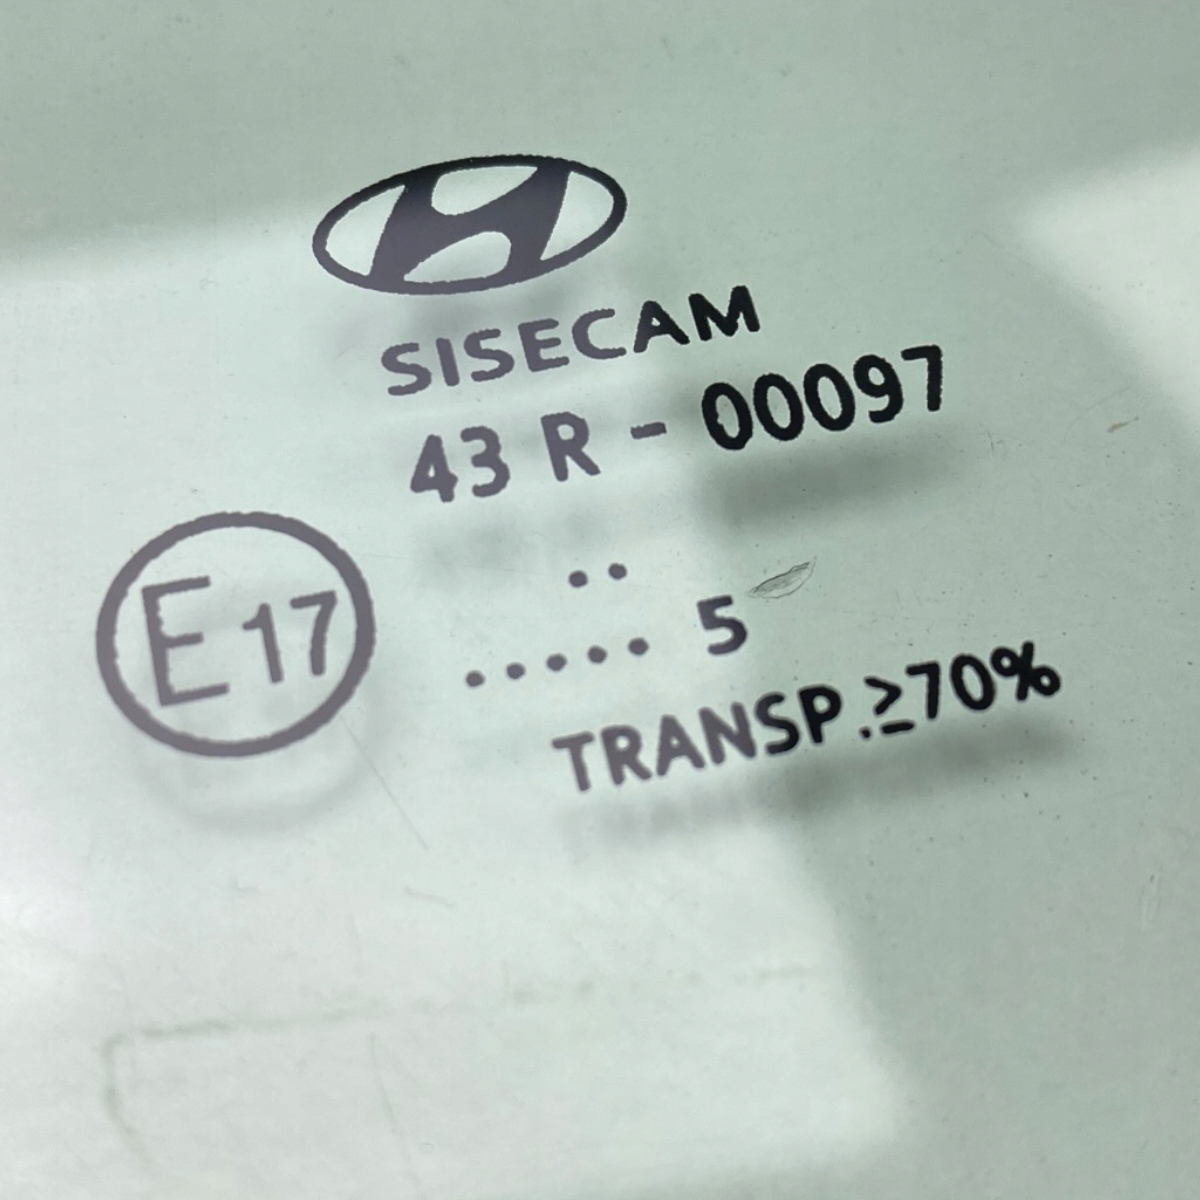 SISECAM
43 R - 00097
E17
..
..... 5
TRANSP.≥70%